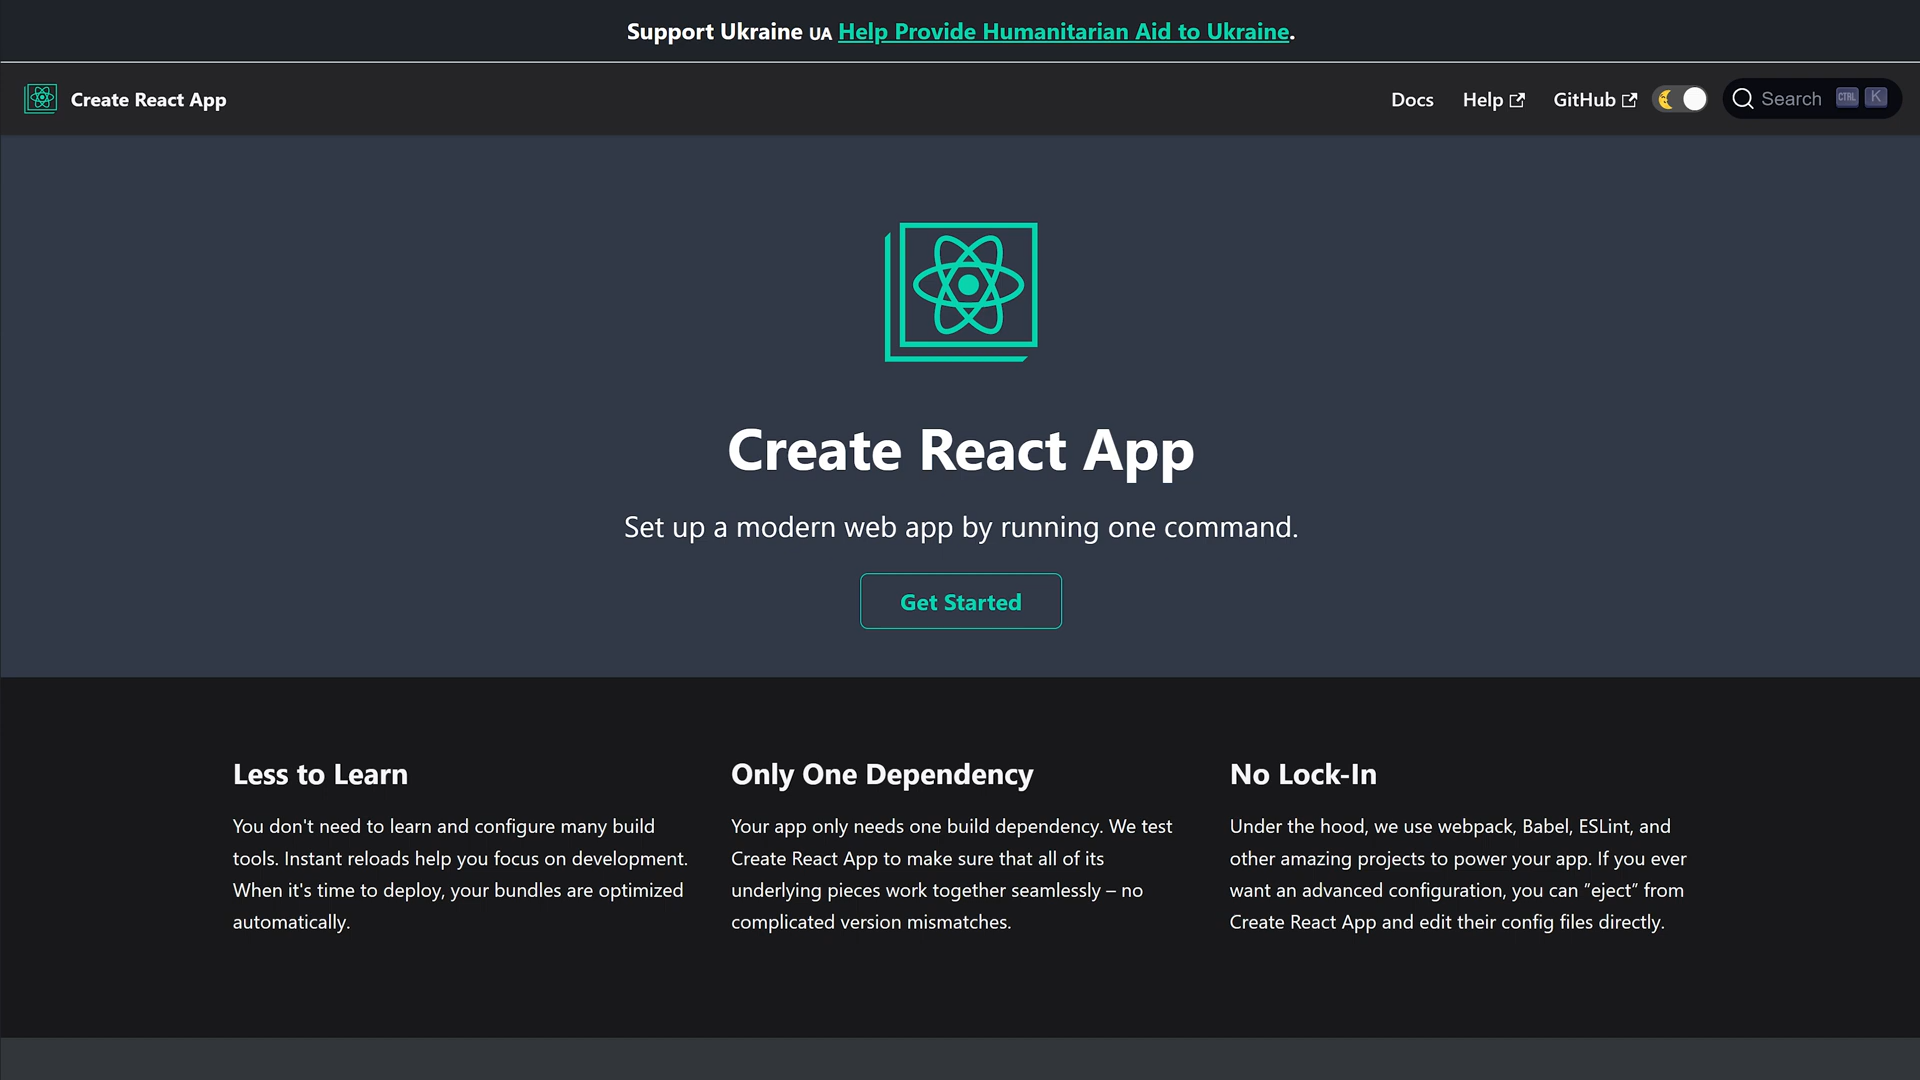 Support Ukraine UA Help Provide Humanitarian Aid to Ukraine.
Create React App
Docs
Help
GitHub
Search
CTRL
K
Create React App
Set up a modern web app by running one command.
Get Started
Less to Learn
You don't need to learn and configure many build
tools. Instant reloads help you focus on development.
When it's time to deploy, your bundles are optimized
automatically.
Only One Dependency
Your app only needs one build dependency. We test
Create React App to make sure that all of its
underlying pieces work together seamlessly – no
complicated version mismatches.
No Lock-In
Under the hood, we use webpack, Babel, ESLint, and
other amazing projects to power your app. If you ever
want an advanced configuration, you can “eject” from
Create React App and edit their config files directly.